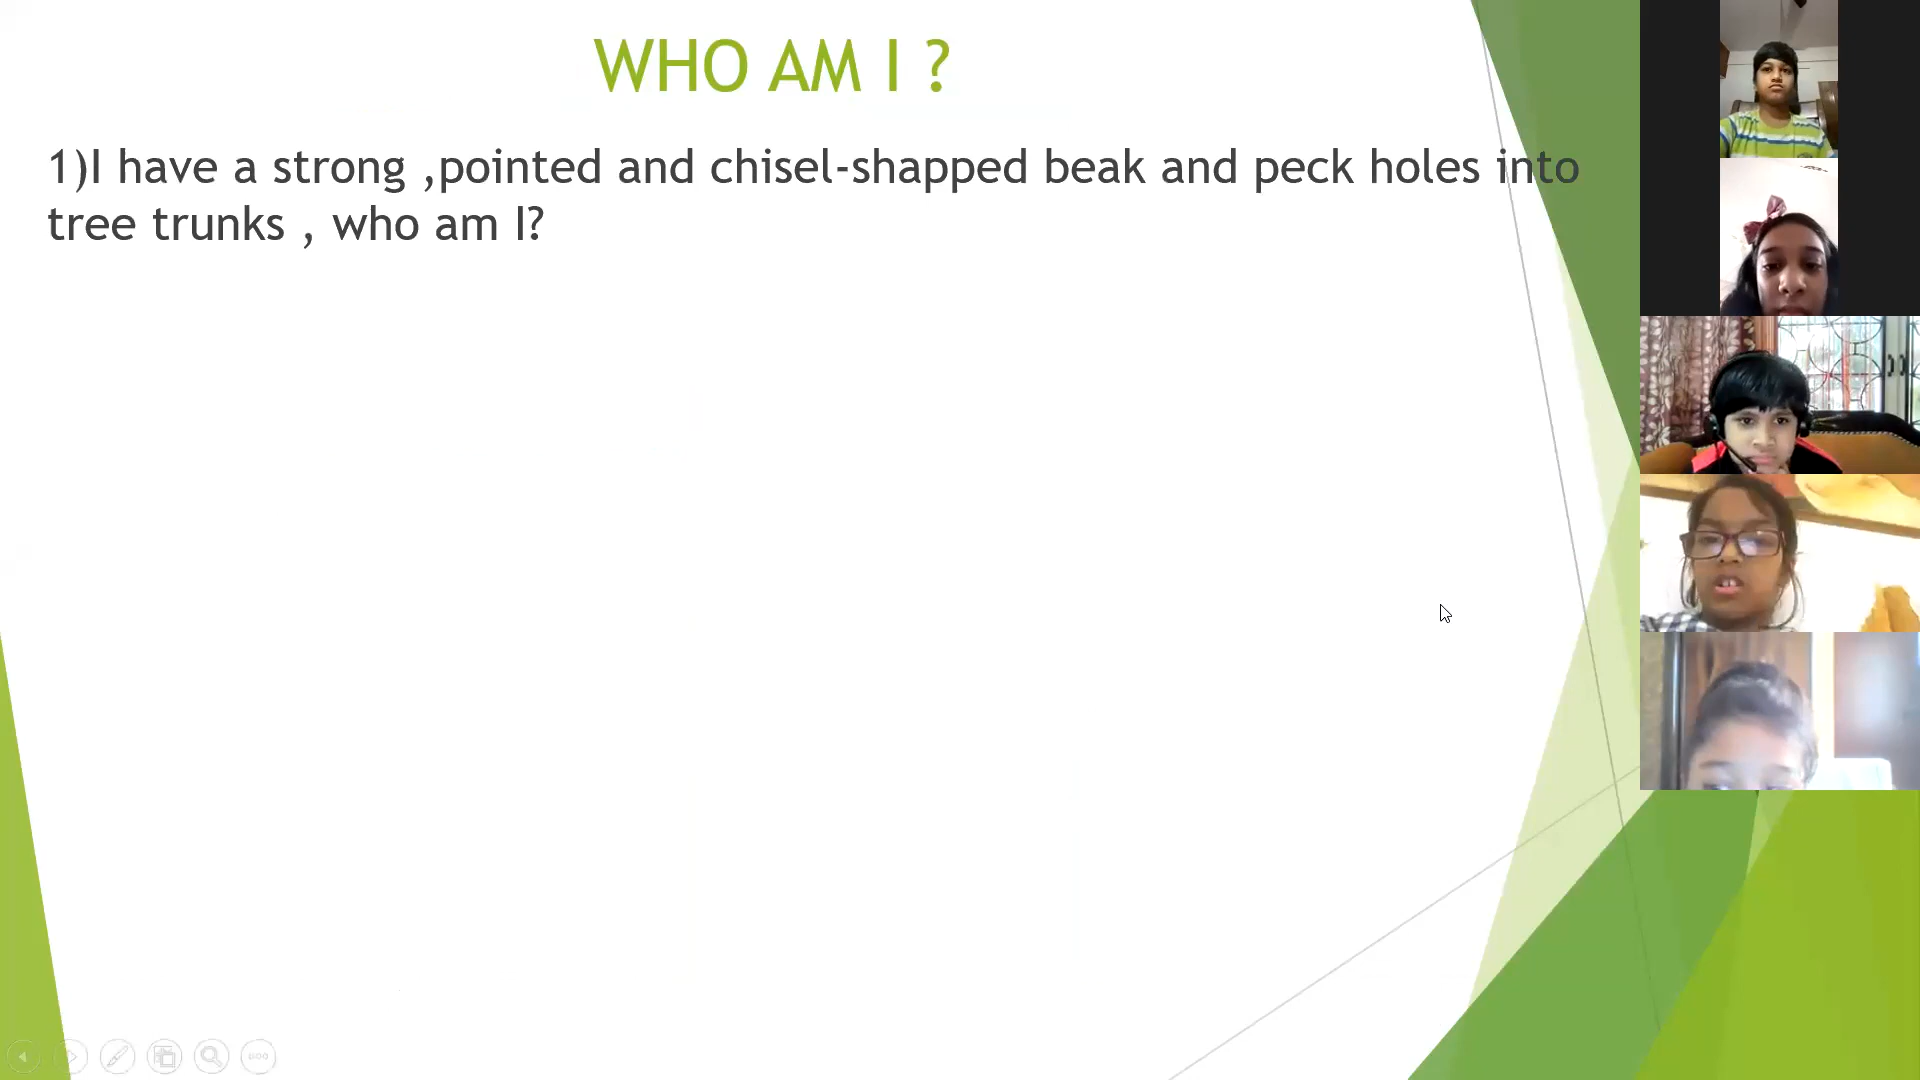 WHO AM I ?
1)I have a strong ,pointed and chisel-shapped beak and peck holes into
tree trunks , who am I?